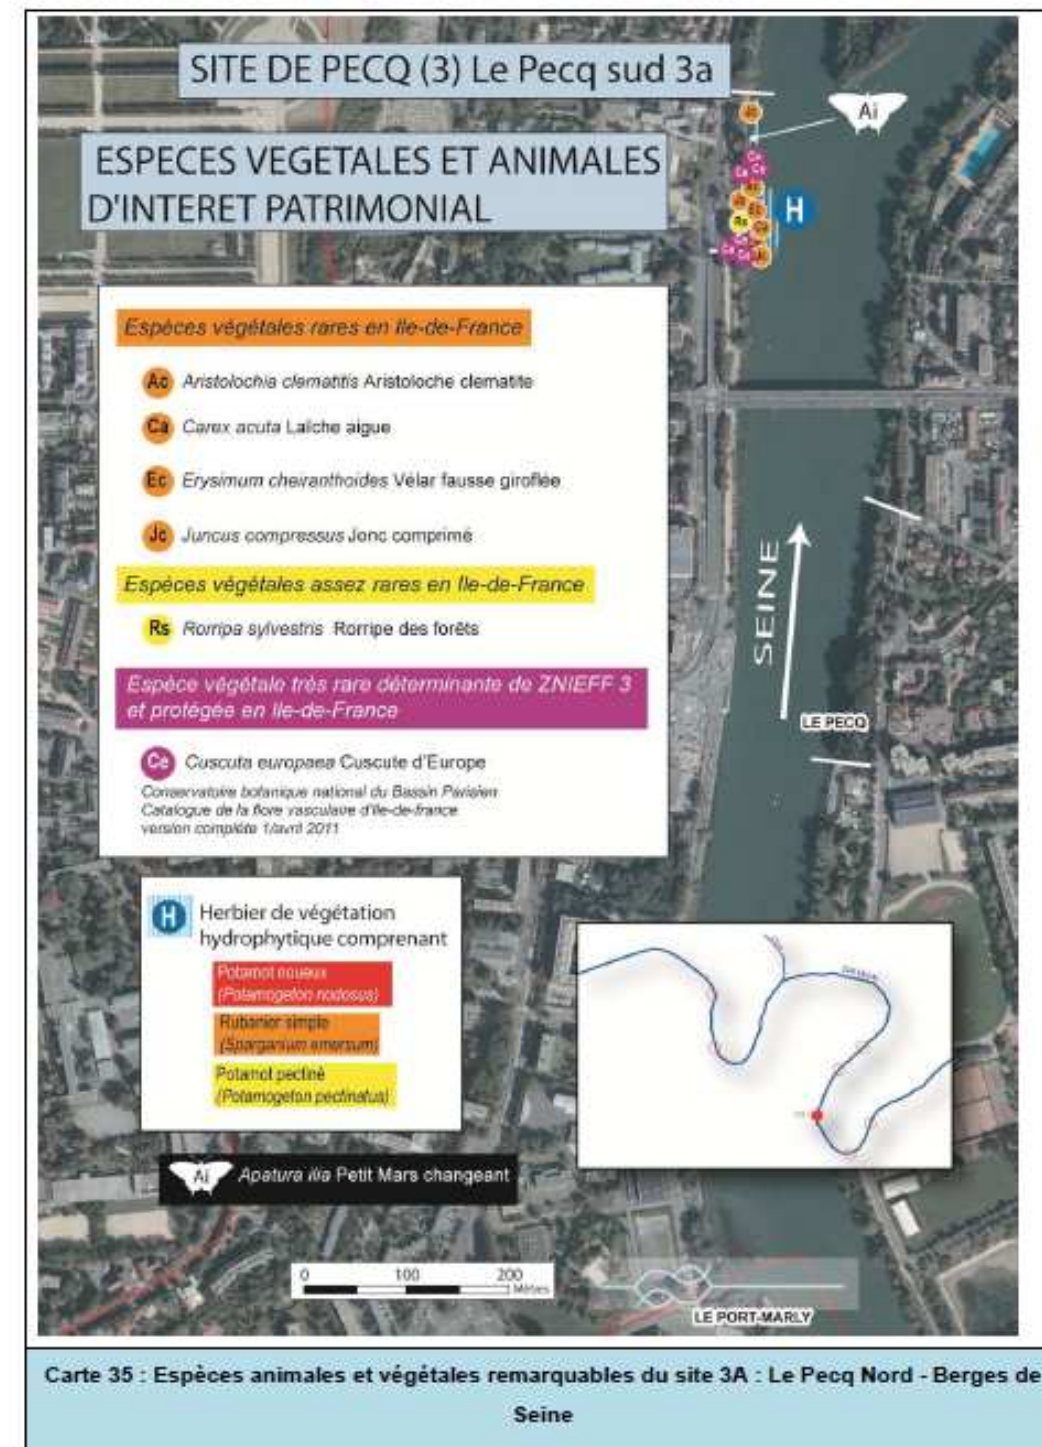 SITE DE PECQ (3) Le Pecq sud 3a
Ai
ESPECES VEGETALES ET ANIMALES
D'INTERET PATRIMONIAL
H
Rs
Espèces végétales rares en Ile-de-France
Ac Aristolochia clematitis Aristoloche clematite
Ca Carex acuta Laîche aigue
Ec Erysimum cheiranthoides Vélar fausse giroflée
Jc Juncus compressus Jonc comprimé
Espèces végétales assez rares en Ile-de-France
Rs Rorripa sylvestris Rorripe des forêts
Espèce végétale très rare déterminante de ZNIEFF 3
et protégée en Ile-de-France
Ce Cuscuta europaea Cuscute d'Europe
Conservatoire botanique national du Bassin Parisien
Catalogue de la flore vasculaire d'Ile-de-france
version complète 1/avril 2011
SEINE
LE PECQ
H Herbier de végétation
hydrophytique comprenant
Potamot noueux
(Potamogeton nodosus)
Rubanier simple
(Sparganium emersum)
Potamot pectiné
(Potamogeton pectinatus)
Ai Apatura ilia Petit Mars changeant
0 100 200
Mètres
LE PORT-MARLY
Carte 35 : Espèces animales et végétales remarquables du site 3A : Le Pecq Nord - Berges de
Seine